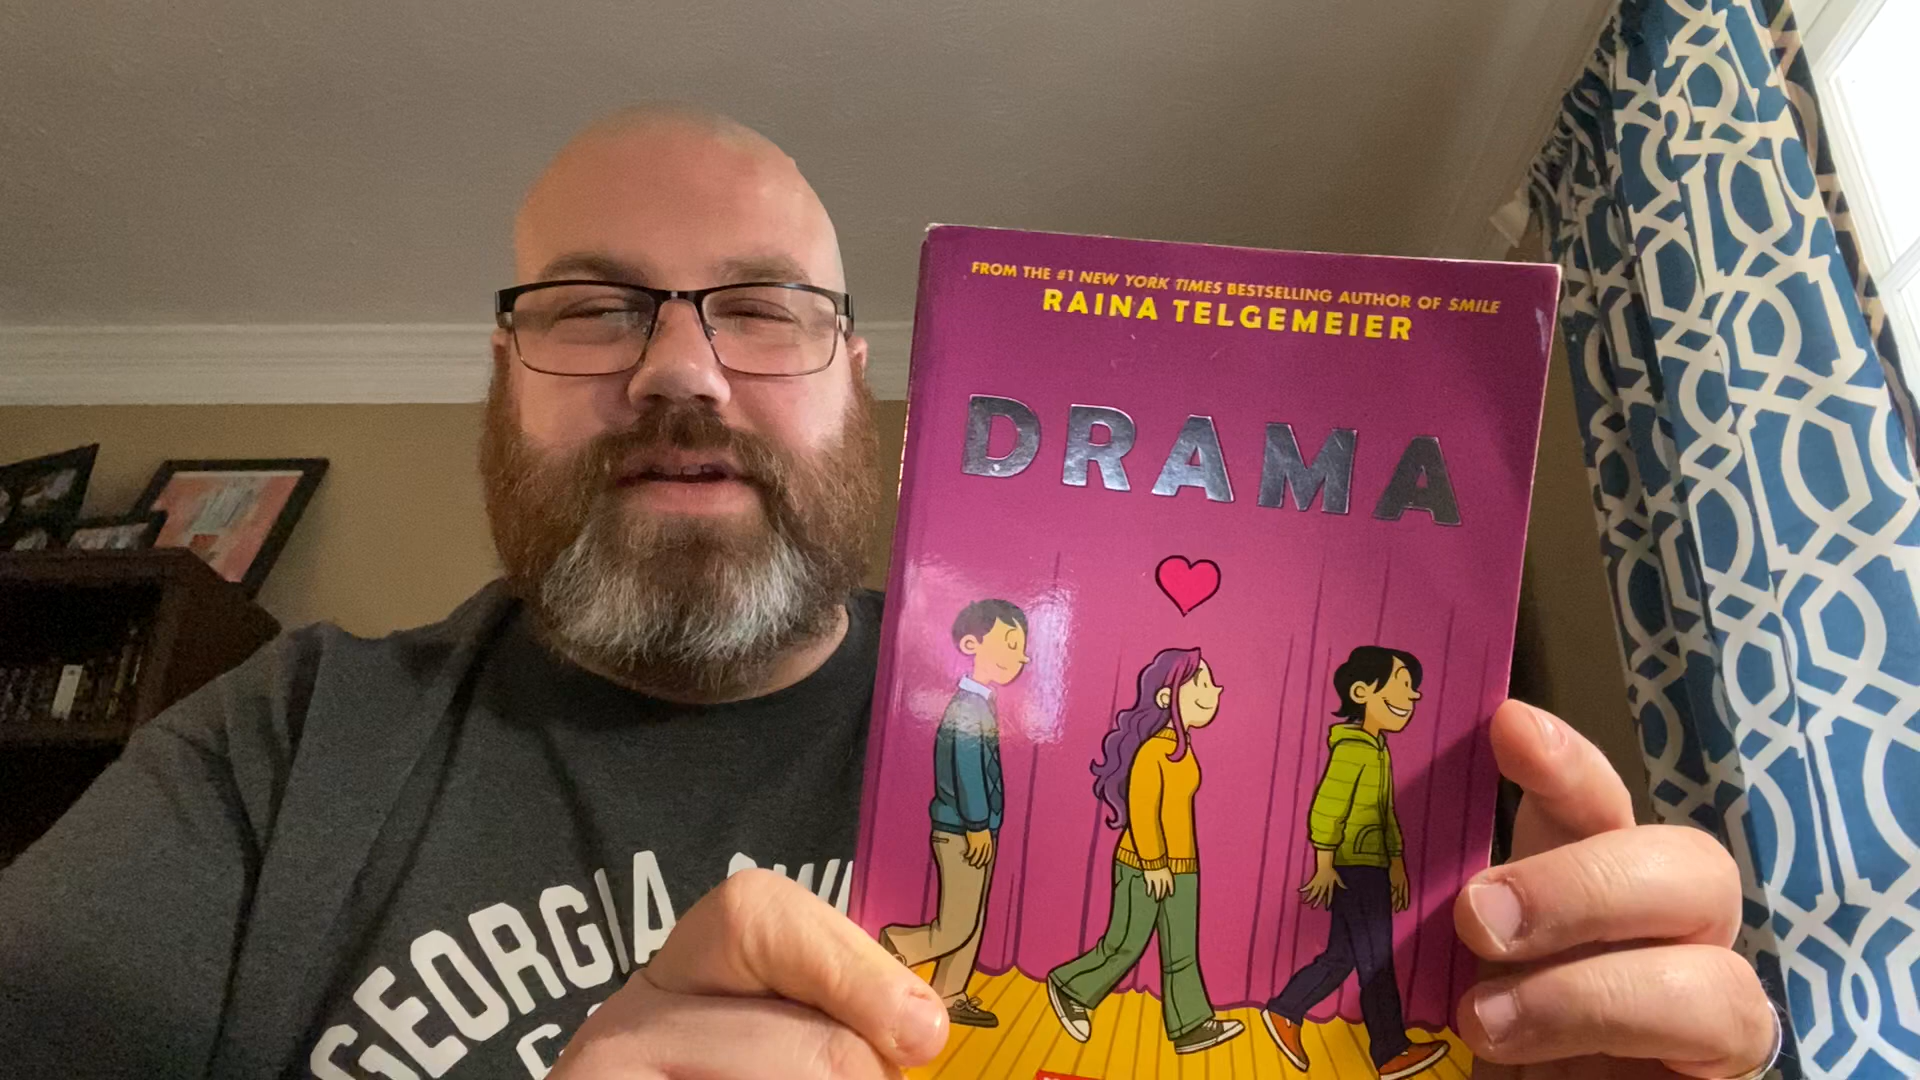 FROM THE #1 NEW YORK TIMES BESTSELLING AUTHOR OF SMILE
RAINA TELGEMEIER
DRAMA
GEORGIA